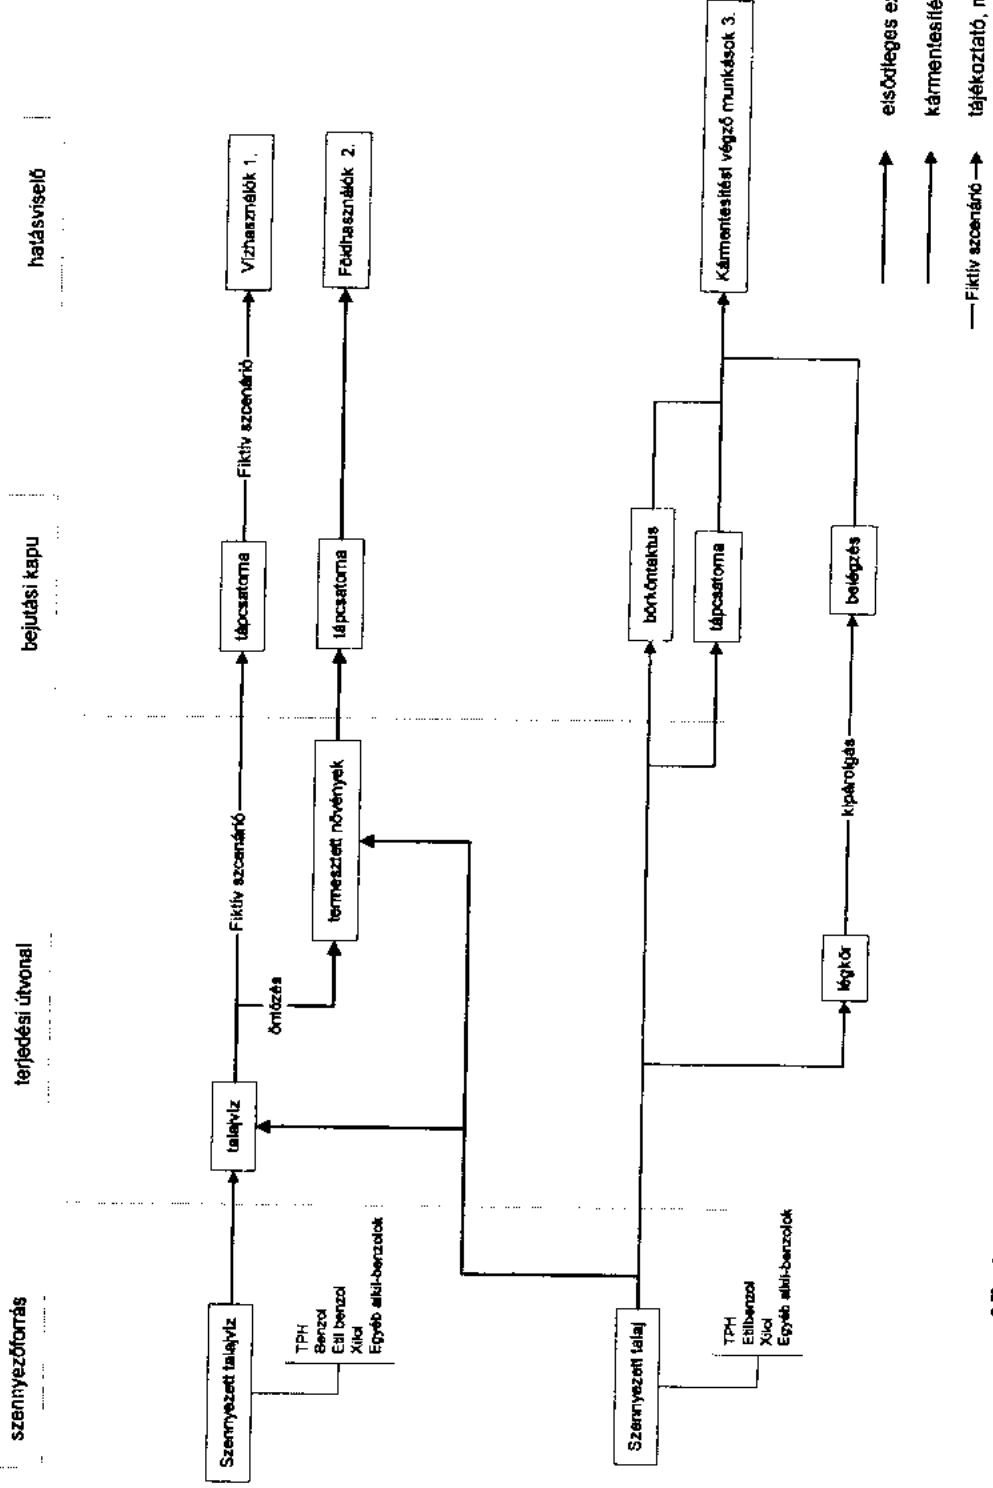 szennyezőforrás
terjedési útvonal
bejutási kapu
hatásviselő
Szennyezett talajvíz
TPH
Benzol
Etil benzol
Xilol
Egyéb alkil-benzolok
talajvíz
öntözés
Fiktív szcenárió
tápcsatorna
Fiktív szcenárió
Vízhasználók 1.
termesztett növények
tápcsatorna
Földhasználók 2.
Szennyezett talaj
TPH
Etilbenzol
Xilol
Egyéb alkil-benzolok
bőrkontaktus
tápcsatorna
Kármentesítést végző munkások 3.
légkör
kipárolgás
belégzés
elsődleges
kármentesíté
Fiktív szcenárió
tájékoztató,